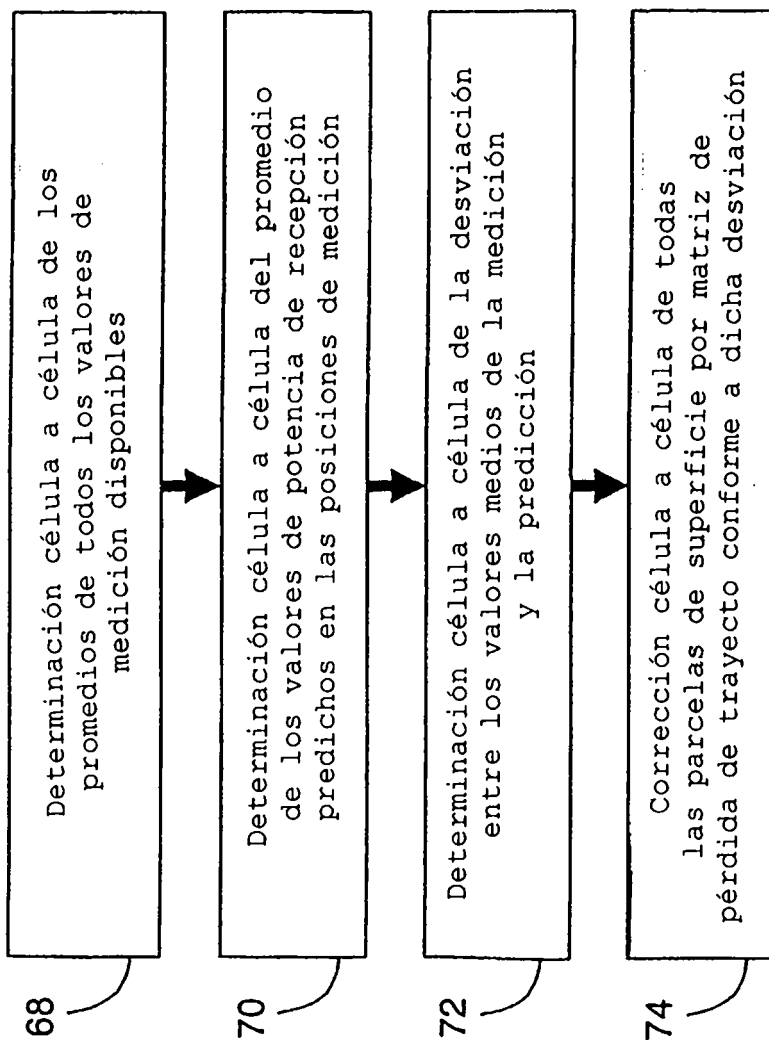 68
Determinación célula a célula de los
promedios de todos los valores de
medición disponibles
70
Determinación célula a célula del promedio
de los valores de potencia de recepción
predichos en las posiciones de medición
72
Determinación célula a célula de la desviación
entre los valores medios de la medición
y la predicción
74
Corrección célula a célula de todas
las parcelas de superficie por matriz de
pérdida de trayecto conforme a dicha desviación